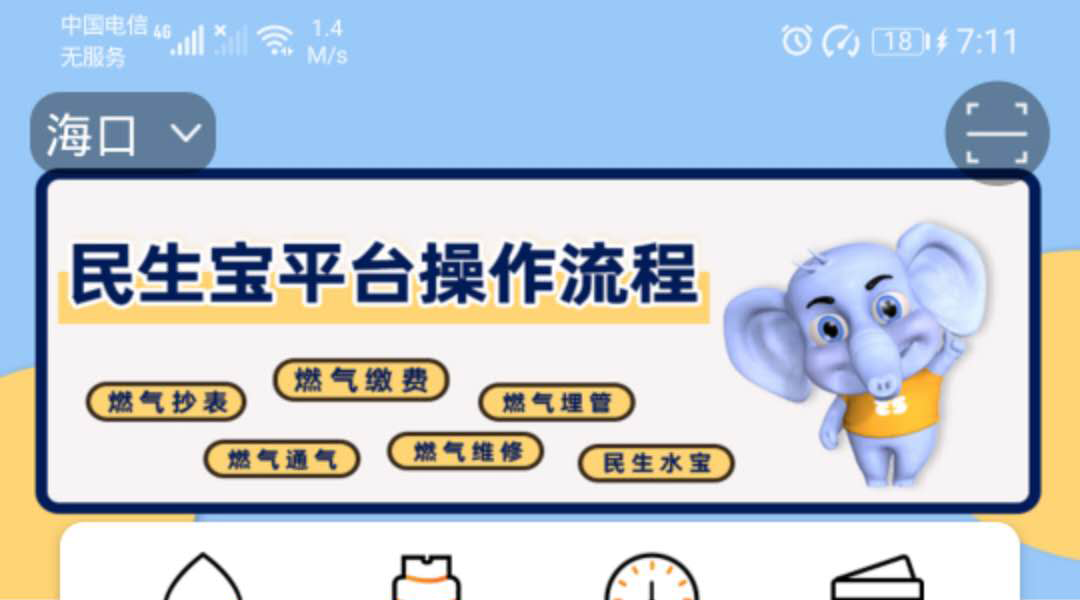 中国电信 4G 1.4
无服务 M/s
18 7:11
海口
民生宝平台操作流程
燃气抄表 燃气缴费 燃气埋管
燃气通气 燃气维修 民生水宝